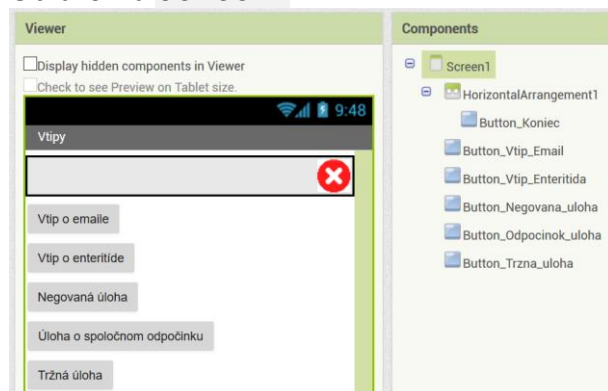 Viewer
Display hidden components in Viewer
Check to see Preview on Tablet size.
9:48
Vtipy
Vtip o emaile
Vtip o enteritíde
Negovaná úloha
Úloha o spoločnom odpočinku
Tržná úloha
Components
Screen1
HorizontalArrangement1
Button_Koniec
Button_Vtip_Email
Button_Vtip_Enteritida
Button_Negovana_uloha
Button_Odpocinok_uloha
Button_Trzna_uloha